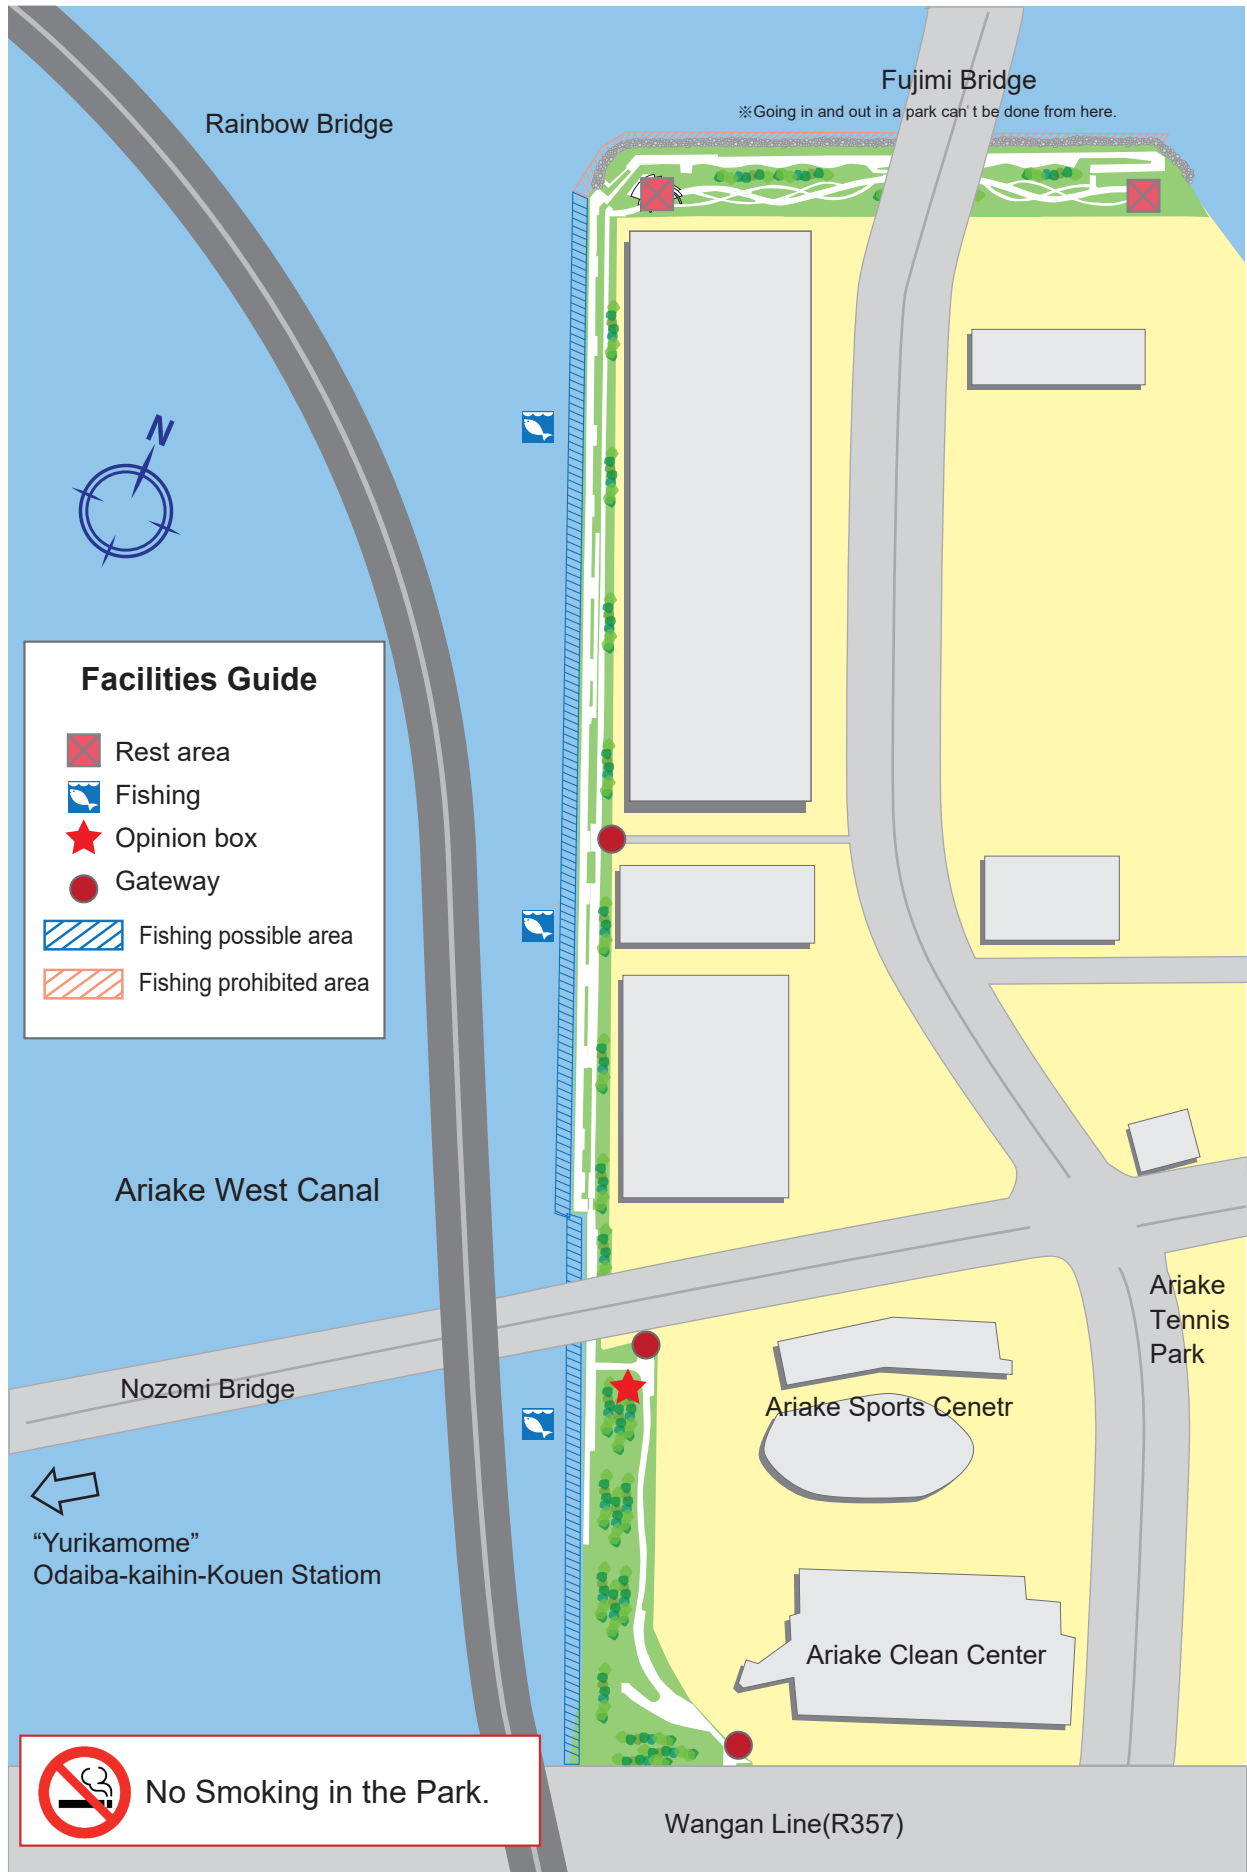 Fujimi Bridge
※Going in and out in a park can't be done from here.
Rainbow Bridge
N
Facilities Guide
Rest area
Fishing
Opinion box
Gateway
Fishing possible area
Fishing prohibited area
Ariake West Canal
Ariake
Tennis
Park
Nozomi Bridge
Ariake Sports Cenetr
“Yurikamome”
Odaiba-kaihin-Kouen Statiom
Ariake Clean Center
No Smoking in the Park.
Wangan Line(R357)